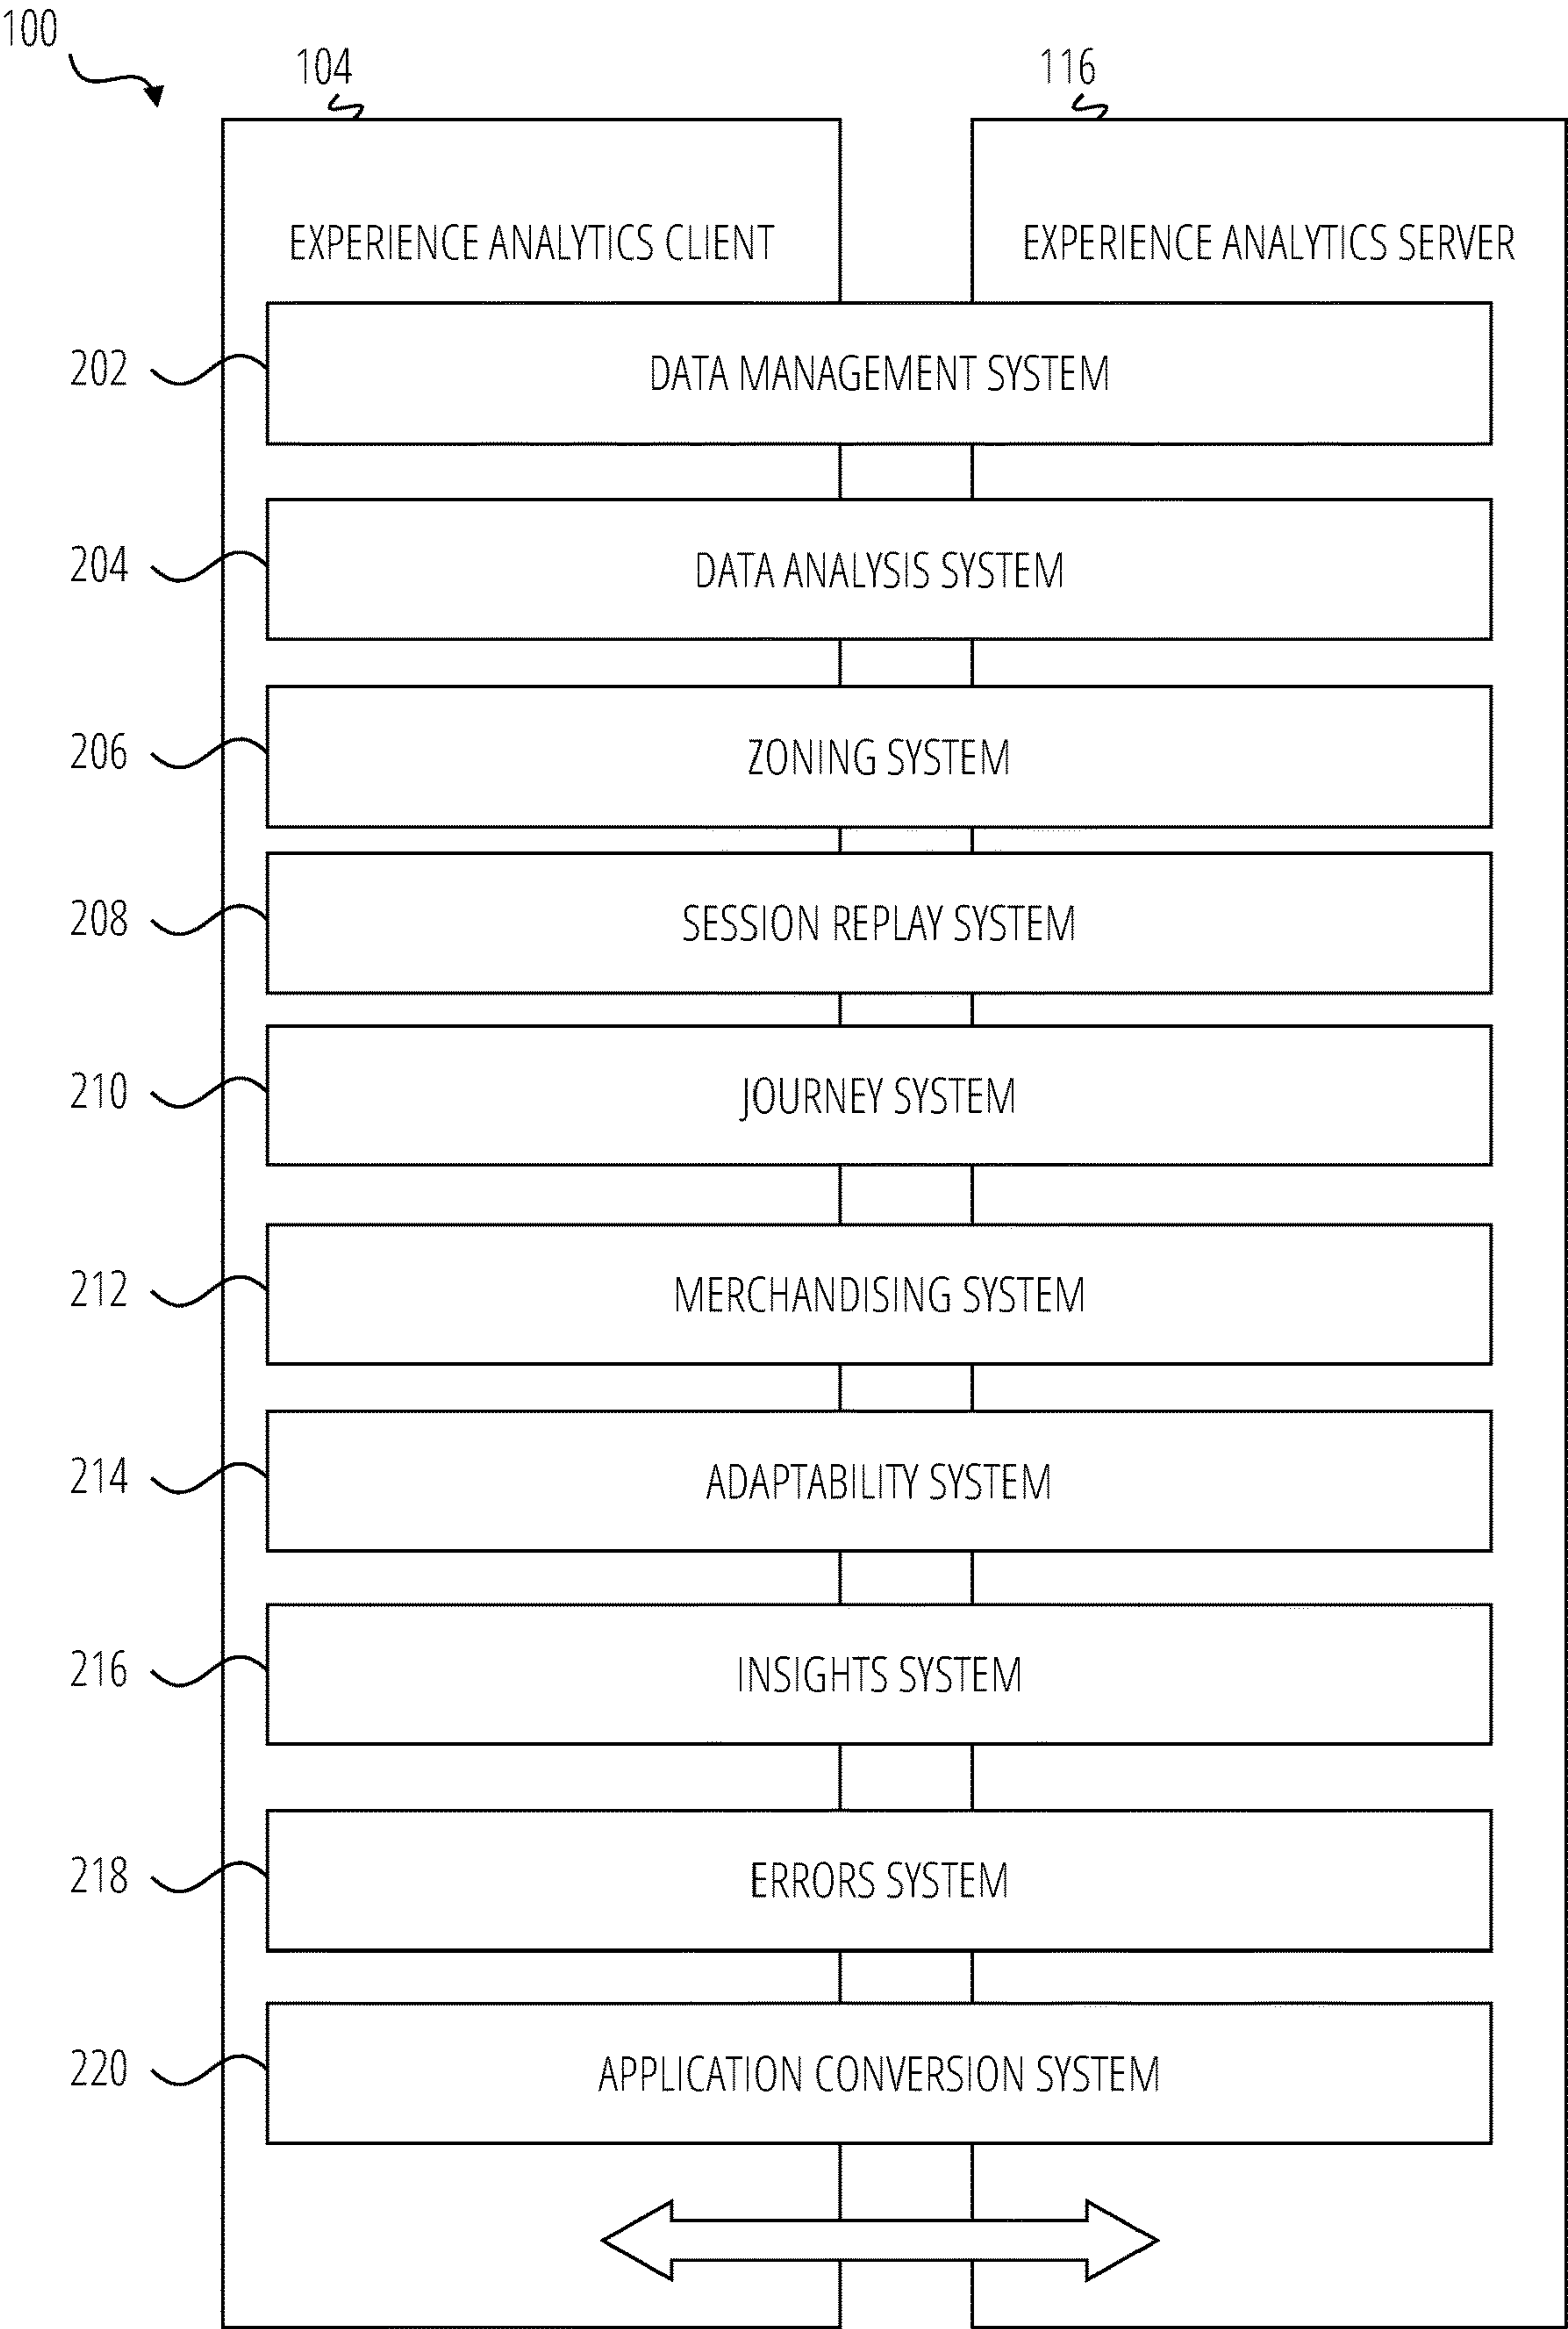 100
104
116
EXPERIENCE ANALYTICS CLIENT
EXPERIENCE ANALYTICS SERVER
202
DATA MANAGEMENT SYSTEM
204
DATA ANALYSIS SYSTEM
206
ZONING SYSTEM
208
SESSION REPLAY SYSTEM
210
JOURNEY SYSTEM
212
MERCHANDISING SYSTEM
214
ADAPTABILITY SYSTEM
216
INSIGHTS SYSTEM
218
ERRORS SYSTEM
220
APPLICATION CONVERSION SYSTEM